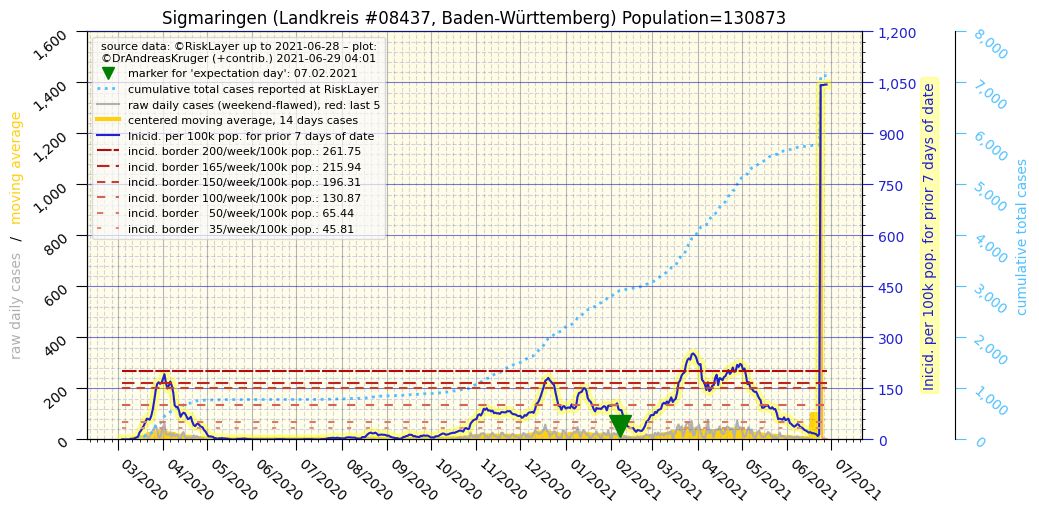 Sigmaringen (Landkreis #08437, Baden-Württemberg) Population=130873
source data: ©RiskLayer up to 2021-06-28 – plot:
©DrAndreasKruger (+contrib.) 2021-06-29 04:01
marker for 'expectation day': 07.02.2021
cumulative total cases reported at RiskLayer
raw daily cases (weekend-flawed), red: last 5
centered moving average, 14 days cases
Inicid. per 100k pop. for prior 7 days of date
incid. border 200/week/100k pop.: 261.75
incid. border 165/week/100k pop.: 215.94
incid. border 150/week/100k pop.: 196.31
incid. border 100/week/100k pop.: 130.87
incid. border   50/week/100k pop.: 65.44
incid. border   35/week/100k pop.: 45.81
raw daily cases / moving average
1,600
1,400
1,200
1,000
800
600
400
200
0
1,200
1,050
900
750
600
450
300
150
0
Inicid. per 100k pop. for prior 7 days of date
8,000
7,000
6,000
5,000
4,000
3,000
2,000
1,000
0
cumulative total cases
03/2020
04/2020
05/2020
06/2020
07/2020
08/2020
09/2020
10/2020
11/2020
12/2020
01/2021
02/2021
03/2021
04/2021
05/2021
06/2021
07/2021